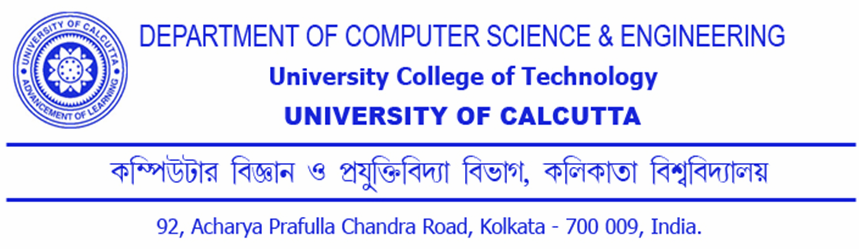 UNIVERSITY OF CALCUTTA
ADVANCEMENT OF LEARNING
DEPARTMENT OF COMPUTER SCIENCE & ENGINEERING
University College of Technology
UNIVERSITY OF CALCUTTA
কম্পিউটার বিজ্ঞান ও প্রযুক্তিবিদ্যা বিভাগ, কলিকাতা বিশ্ববিদ্যালয়
92, Acharya Prafulla Chandra Road, Kolkata - 700 009, India.